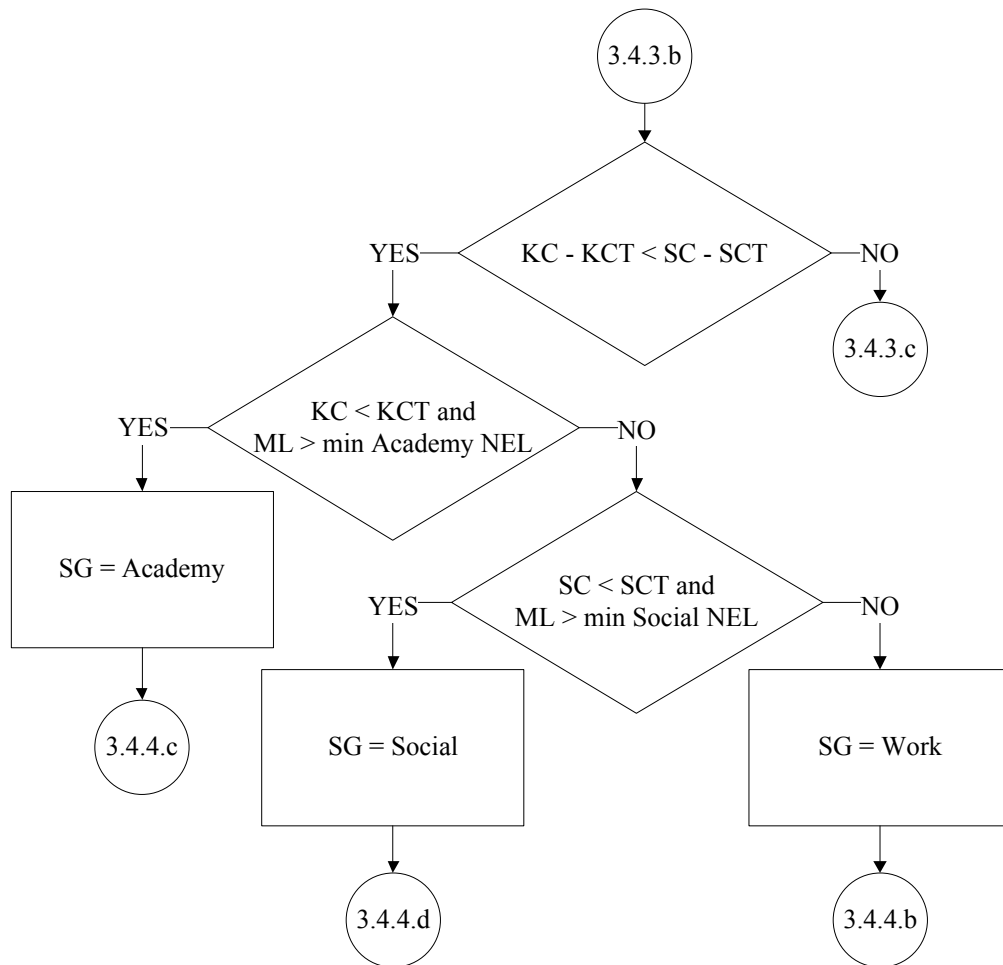 3.4.3.b
KC - KCT < SC - SCT
YES
NO
3.4.3.c
KC < KCT and
ML > min Academy NEL
YES
NO
SG = Academy
SC < SCT and
ML > min Social NEL
YES
NO
3.4.4.c
SG = Social
SG = Work
3.4.4.d
3.4.4.b